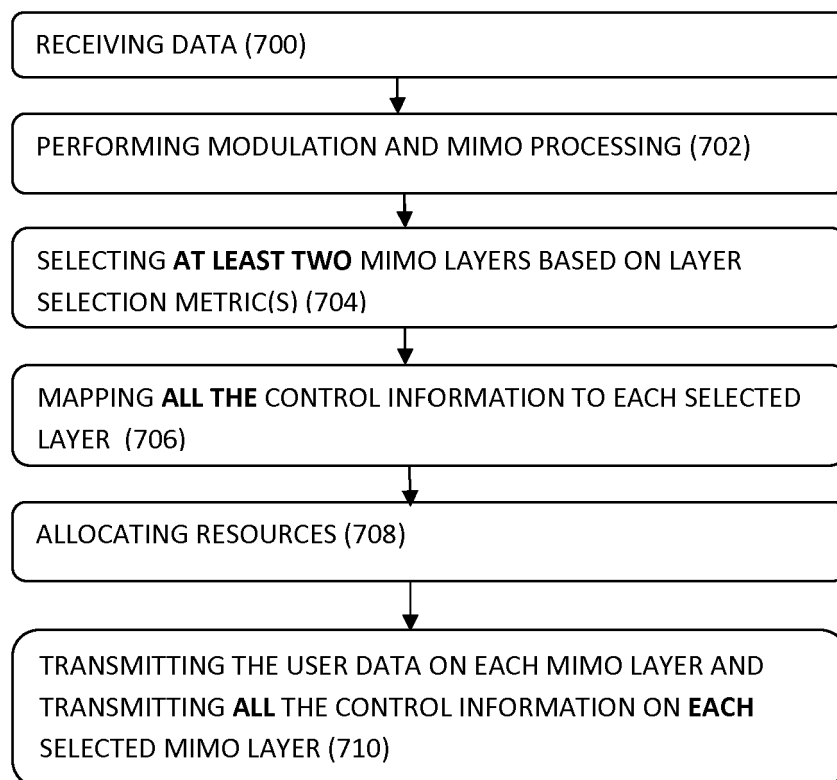 RECEIVING DATA (700)
PERFORMING MODULATION AND MIMO PROCESSING (702)
SELECTING AT LEAST TWO MIMO LAYERS BASED ON LAYER
SELECTION METRIC(S) (704)
MAPPING ALL THE CONTROL INFORMATION TO EACH SELECTED
LAYER (706)
ALLOCATING RESOURCES (708)
TRANSMITTING THE USER DATA ON EACH MIMO LAYER AND
TRANSMITTING ALL THE CONTROL INFORMATION ON EACH
SELECTED MIMO LAYER (710)